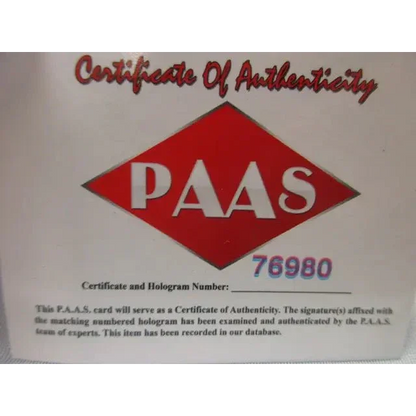 Certificate Of Authenticity
PAAS
76980
Certificate and Hologram Number:
This P.A.A.S. card will serve as a Certificate of Authenticity. The signature(s) affixed with
the matching numbered hologram has been examined and authenticated by the P.A.A.S.
team of experts. This item has been recorded in our database.